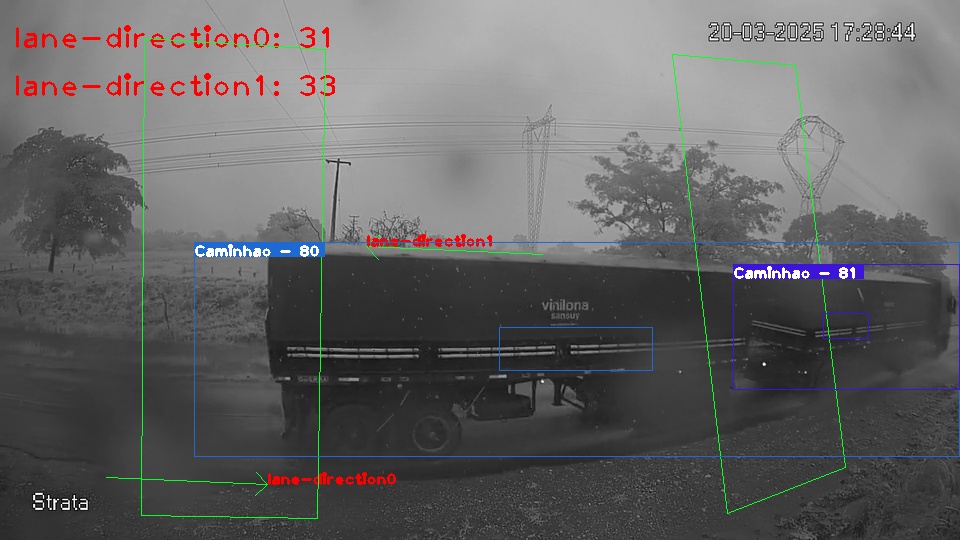 lane-direction0: 31
20-03-2025 17:28:44
lane-direction1: 33
lane-direction1
Caminhao - 80
Caminhao - 81
vinilona
sansuy
lane-direction0
Strata